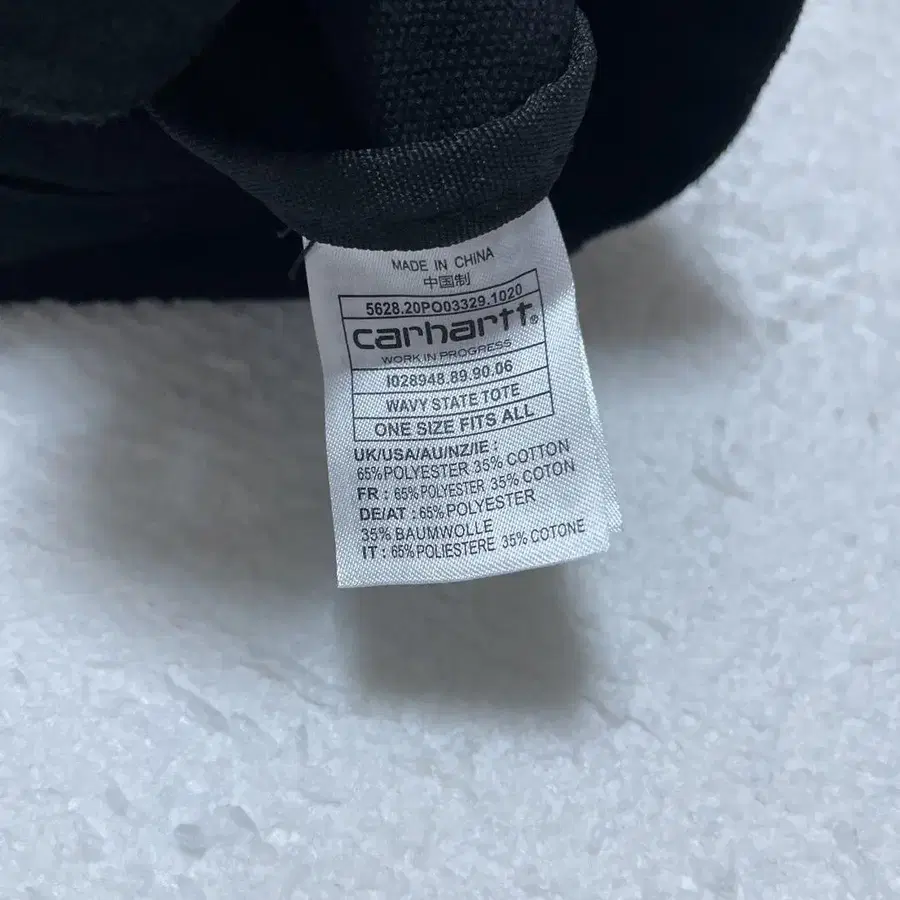 MADE IN CHINA
中国制
5628.20PO03329.1020
carhartt®
WORK IN PROGRESS
I028948.89.90.06
WAVY STATE TOTE
ONE SIZE FITS ALL
UK/USA/AU/NZ/IE :
65%POLYESTER 35% COTTON
FR : 65%POLYESTER 35% COTON
DE/AT : 65%POLYESTER
35% BAUMWOLLE
IT : 65%POLIESTERE 35% COTONE